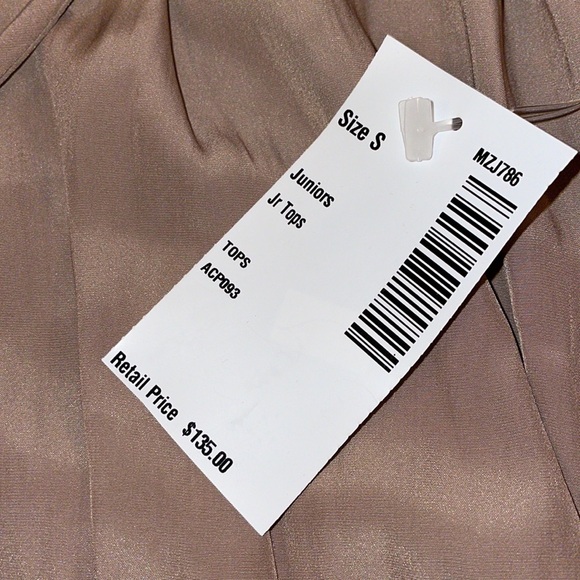 Size S
MZJ786
Juniors
Jr Tops
TOPS
ACP093
Retail Price $135.00